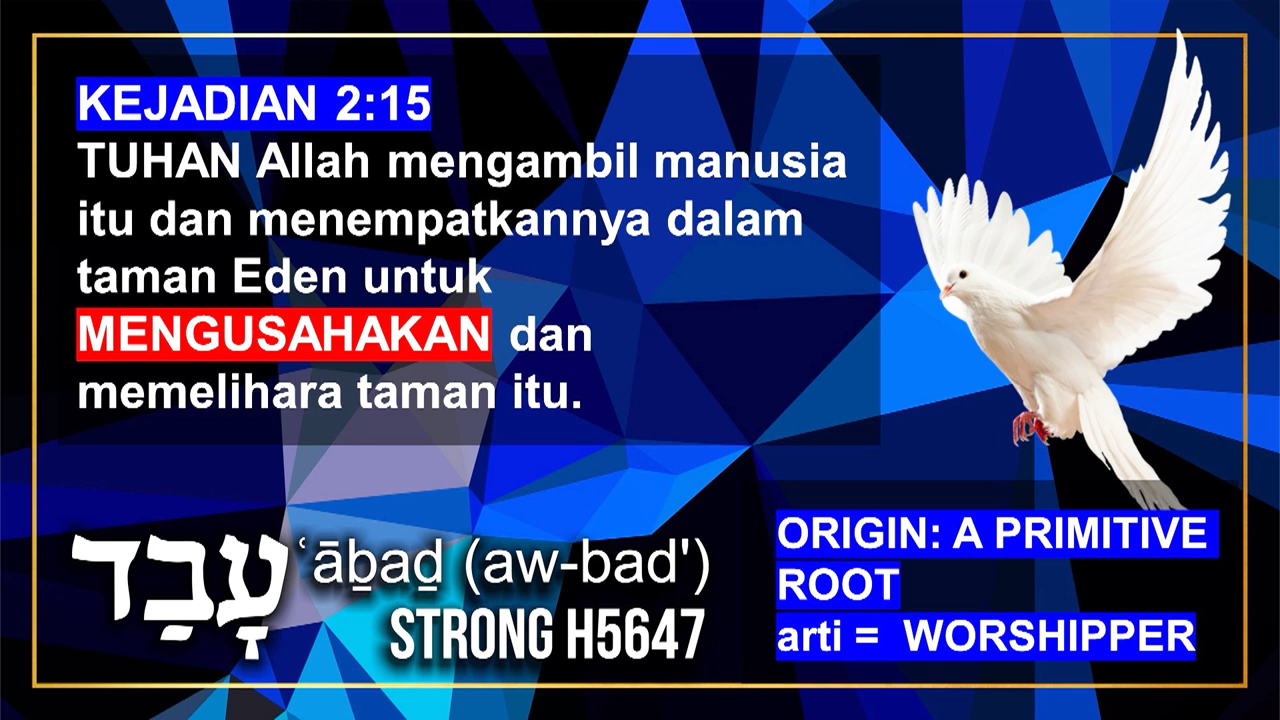 KEJADIAN 2:15
TUHAN Allah mengambil manusia
itu dan menempatkannya dalam
taman Eden untuk
MENGUSAHAKAN dan
memelihara taman itu.
עָבַד ʿāḇaḏ (aw-bad')
STRONG H5647
ORIGIN: A PRIMITIVE
ROOT
arti = WORSHIPPER